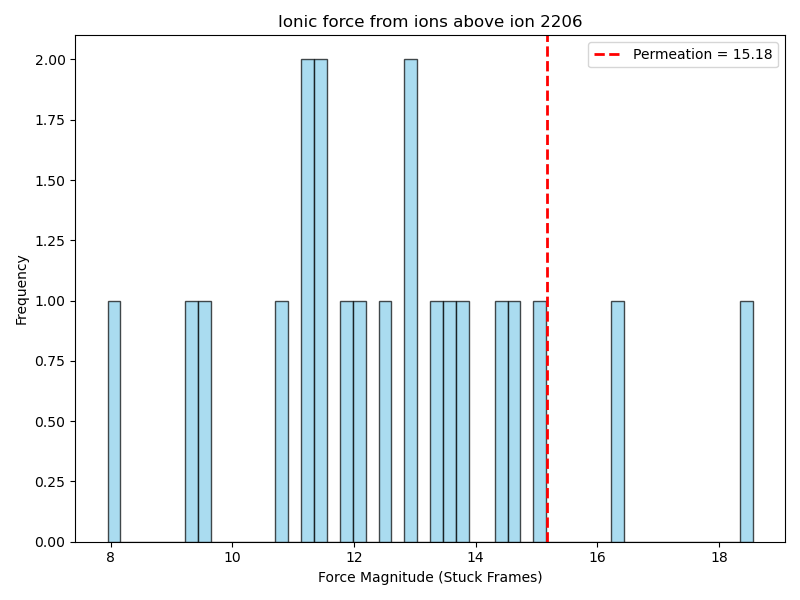 Ionic force from ions above ion 2206
Permeation = 15.18
2.00
1.75
1.50
1.25
1.00
0.75
0.50
0.25
0.00
Frequency
8 10 12 14 16 18
Force Magnitude (Stuck Frames)